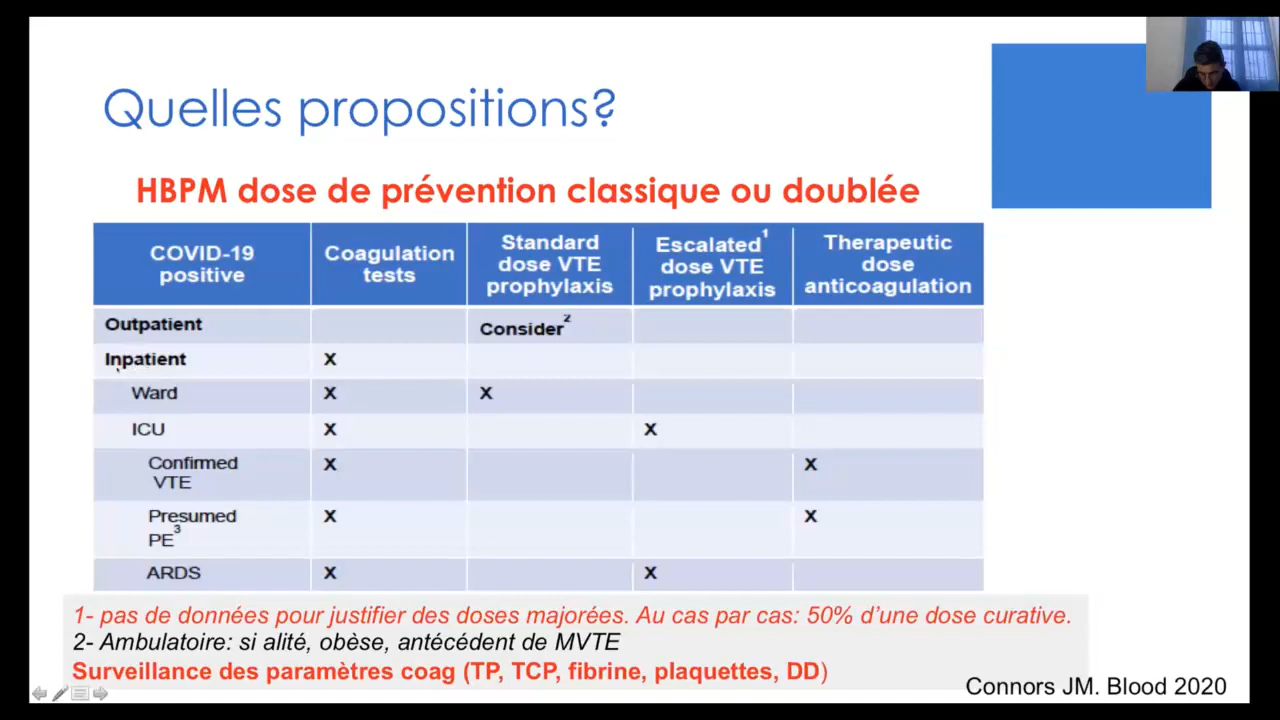 Quelles propositions?
HBPM dose de prévention classique ou doublée
COVID-19 positive | Coagulation tests | Standard dose VTE prophylaxis | Escalated1 dose VTE prophylaxis | Therapeutic dose anticoagulation
Outpatient | | Consider2 | |
Inpatient | X | | |
Ward | X | X | |
ICU | X | | X |
Confirmed VTE | X | | | X
Presumed PE3 | X | | | X
ARDS | X | | X |
1- pas de données pour justifier des doses majorées. Au cas par cas: 50% d'une dose curative.
2- Ambulatoire: si alité, obèse, antécédent de MVTE
Surveillance des paramètres coag (TP, TCP, fibrine, plaquettes, DD)
Connors JM. Blood 2020